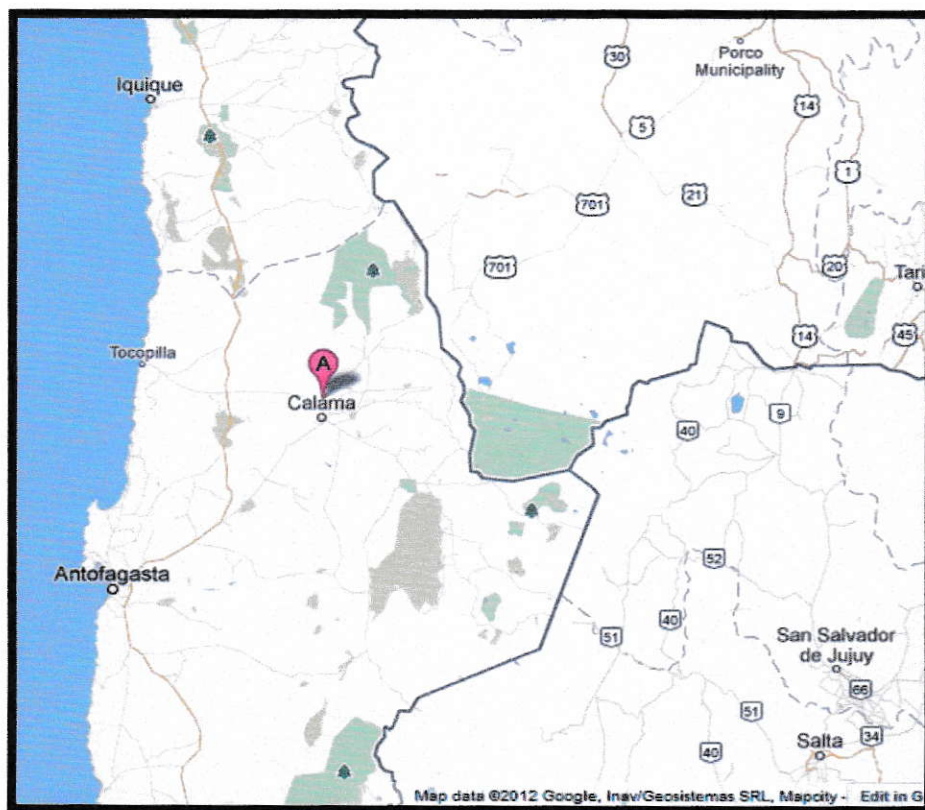 Iquique
30
Porco
Municipality
14
5
1
701
21
701
20
Tari
14
45
Tocopilla
A
Calama
40
9
52
Antofagasta
40
51
San Salvador
de Jujuy
66
51
34
40
Salta
Map data ©2012 Google, Inav/Geosistemas SRL, Mapcity - Edit in G